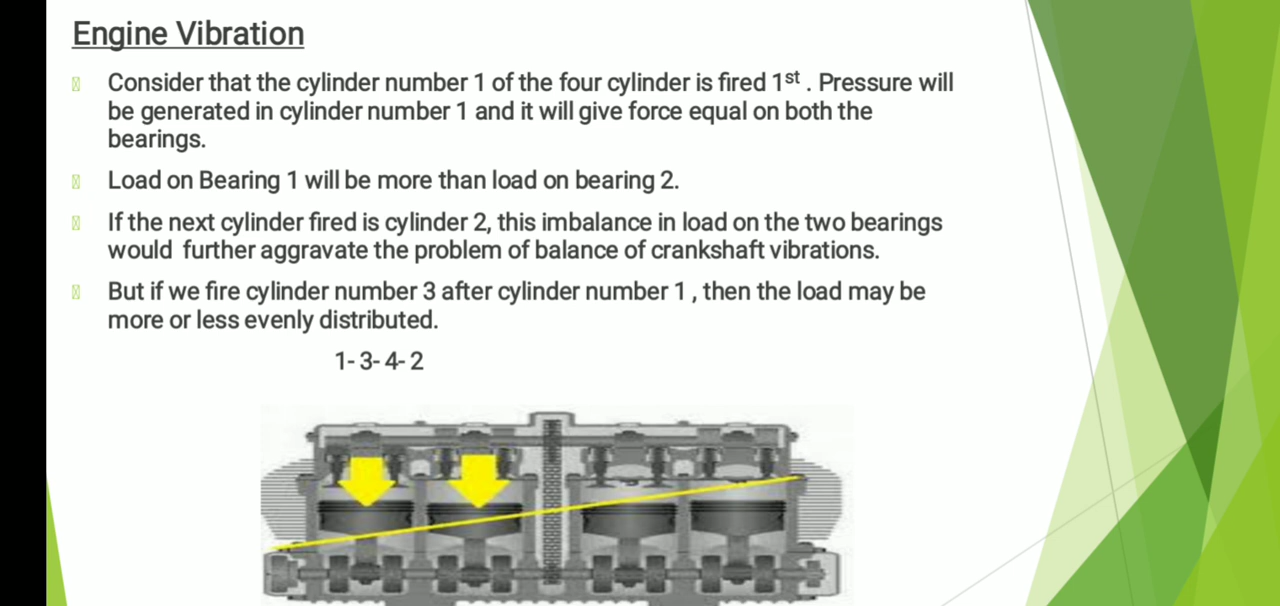 Engine Vibration
Consider that the cylinder number 1 of the four cylinder is fired 1st . Pressure will
be generated in cylinder number 1 and it will give force equal on both the
bearings.
Load on Bearing 1 will be more than load on bearing 2.
If the next cylinder fired is cylinder 2, this imbalance in load on the two bearings
would further aggravate the problem of balance of crankshaft vibrations.
But if we fire cylinder number 3 after cylinder number 1 , then the load may be
more or less evenly distributed.
1- 3- 4- 2